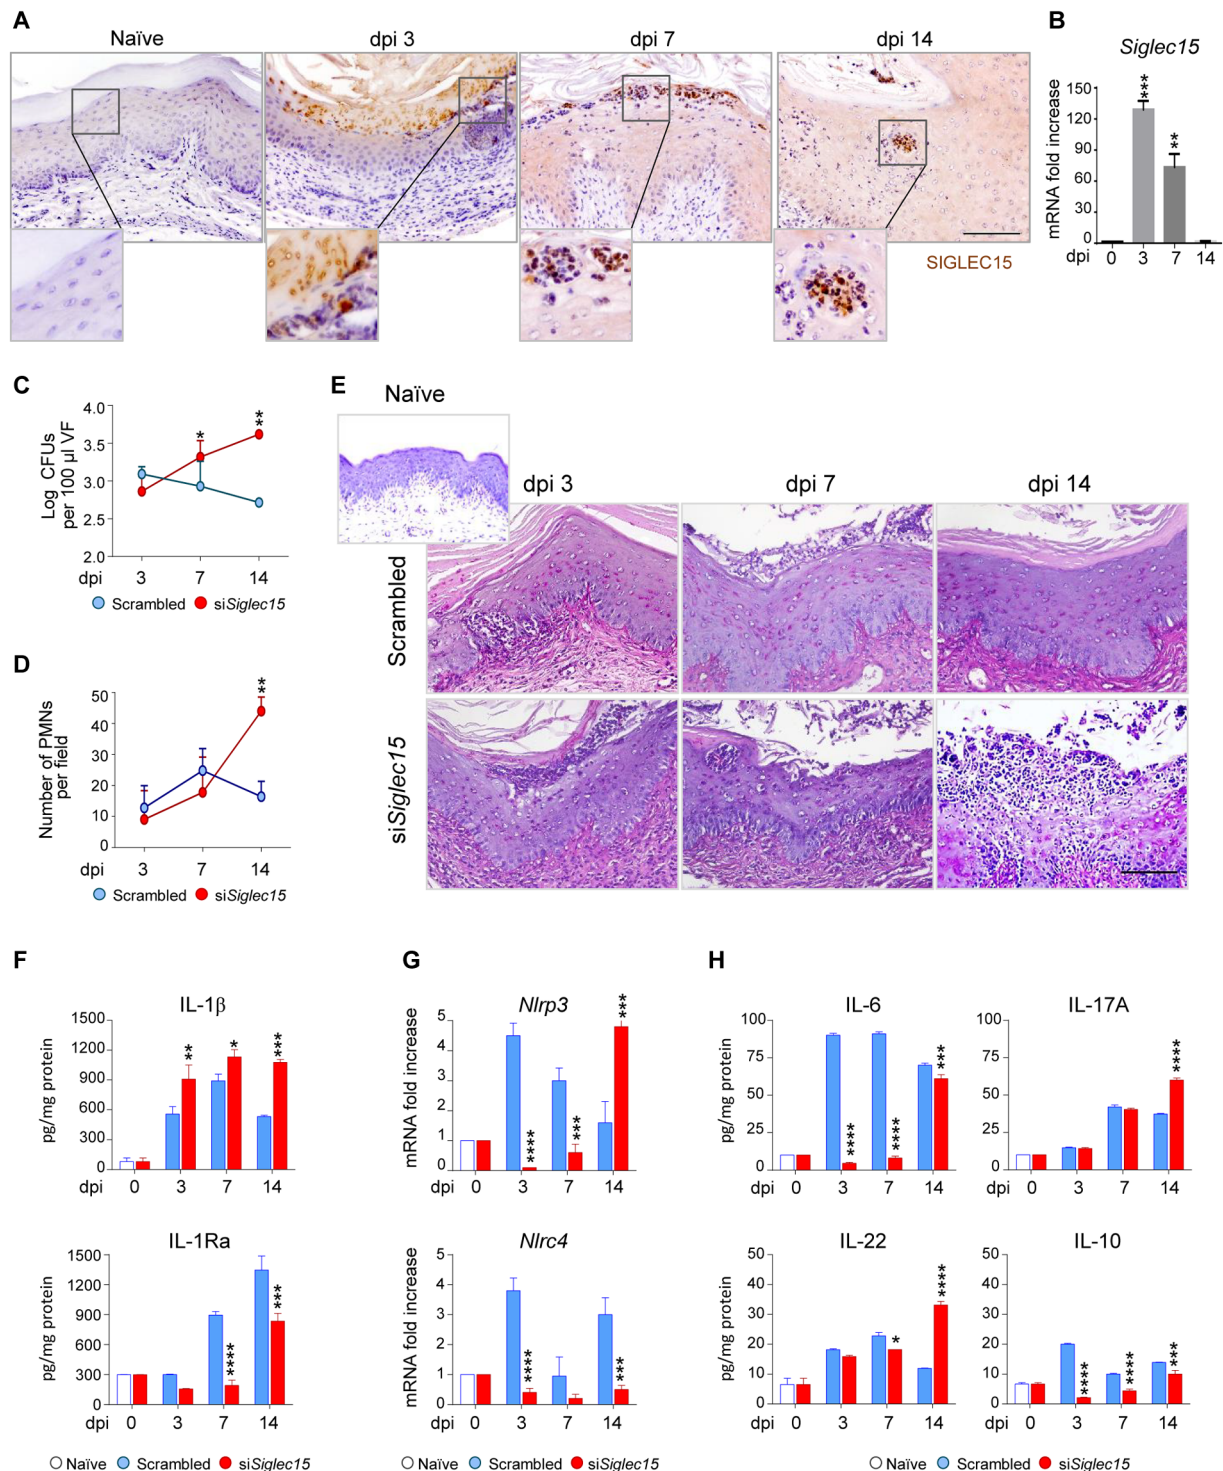 A
Naïve
dpi 3
dpi 7
dpi 14
SIGLEC15
B
Siglec15
mRNA fold increase
150
120
90
60
30
0
***
**
dpi 0 3 7 14
C
Log CFUs
per 100 µl VF
4.0
3.5
3.0
2.5
2.0
*
**
dpi 3 7 14
Scrambled siSiglec15
D
Number of PMNs
per field
50
40
30
20
10
0
**
dpi 3 7 14
Scrambled siSiglec15
E
Naïve
dpi 3
dpi 7
dpi 14
Scrambled
siSiglec15
F
IL-1β
pg/mg protein
1500
1200
900
600
300
0
**
*
***
dpi 0 3 7 14
IL-1Ra
pg/mg protein
1500
1200
900
600
300
0
****
***
dpi 0 3 7 14
Naïve Scrambled siSiglec15
G
Nlrp3
mRNA fold increase
5
4
3
2
1
0
****
***
***
dpi 0 3 7 14
Nlrc4
mRNA fold increase
5
4
3
2
1
0
****
***
dpi 0 3 7 14
Naïve Scrambled siSiglec15
H
IL-6
pg/mg protein
100
75
50
25
0
****
****
***
dpi 0 3 7 14
IL-17A
100
75
50
25
0
****
dpi 0 3 7 14
IL-22
pg/mg protein
50
40
30
20
10
0
*
****
dpi 0 3 7 14
IL-10
50
40
30
20
10
0
****
****
***
dpi 0 3 7 14
Naïve Scrambled siSiglec15